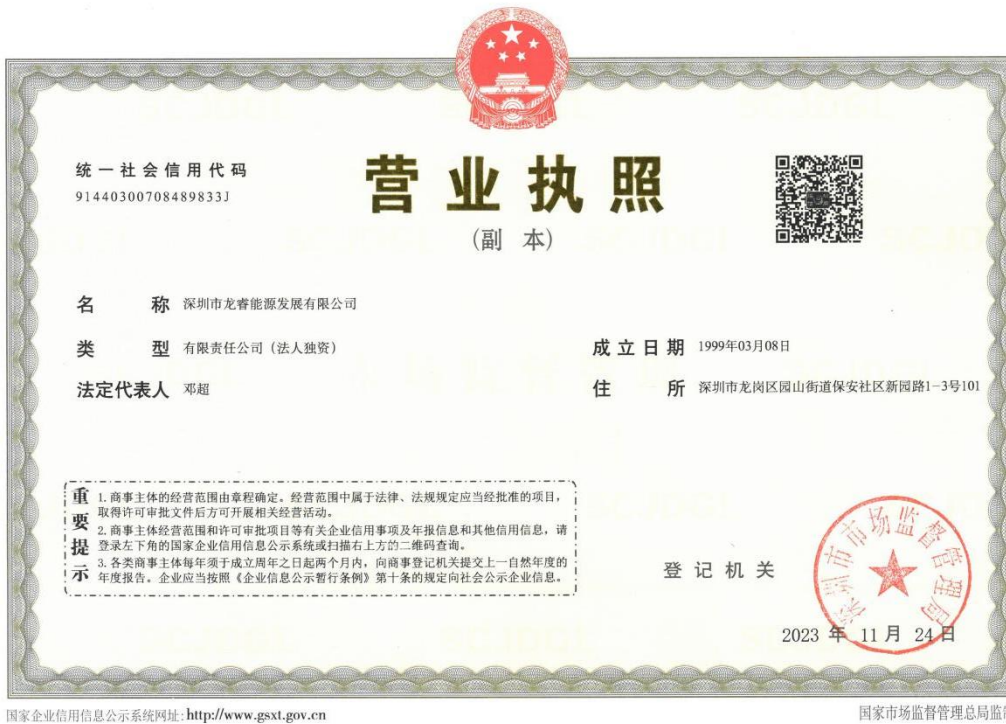 统一社会信用代码
91440300708489833J
营业执照
(副 本)
名 称 深圳市龙睿能源发展有限公司
类 型 有限责任公司（法人独资）
成立日期 1999年03月08日
法定代表人 邓超
住 所 深圳市龙岗区园山街道保安社区新园路1-3号101
重要提示
1. 商事主体的经营范围由章程确定。经营范围中属于法律、法规规定应当经批准的项目，
取得许可审批文件后方可开展相关经营活动。
2. 商事主体经营范围和许可审批项目等有关企业信用事项及年报信息和其他信用信息，请
登录左下角的国家企业信用信息公示系统或扫描右上方的二维码查询。
3. 各类商事主体每年须于成立周年之日起两个月内，向商事登记机关提交上一自然年度的
年度报告。企业应当按照《企业信息公示暂行条例》第十条的规定向社会公示企业信息。
登记机关
深圳市市场监督管理局
2023 年 11 月 24 日
国家企业信用信息公示系统网址: http://www.gsxt.gov.cn
国家市场监督管理总局监